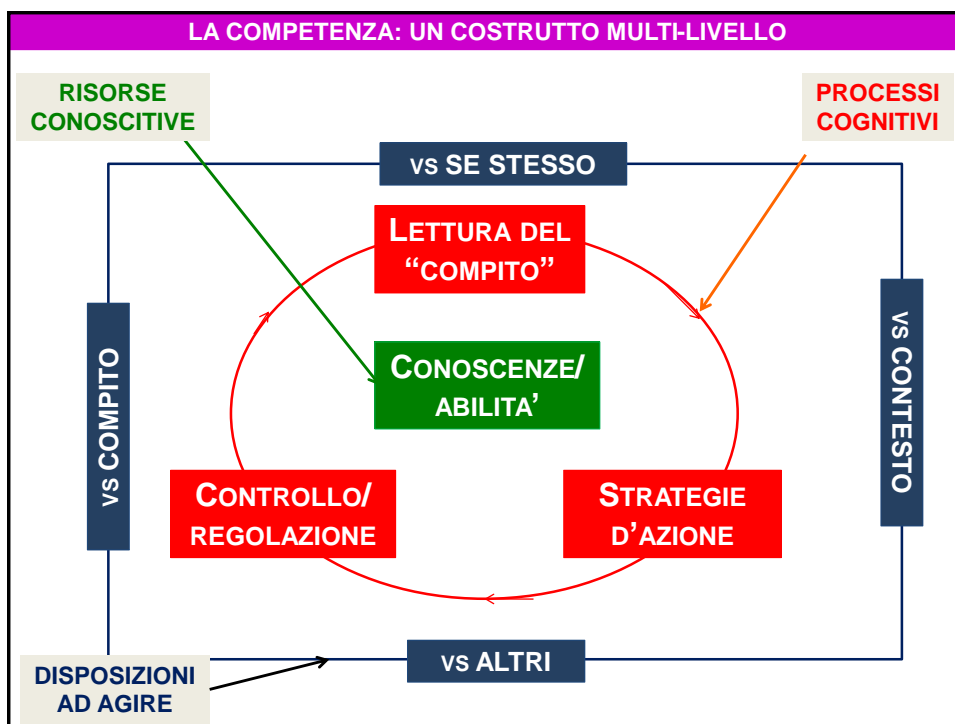 LA COMPETENZA: UN COSTRUTTO MULTI-LIVELLO
RISORSE
CONOSCITIVE
PROCESSI
COGNITIVI
VS SE STESSO
LETTURA DEL
“COMPITO”
VS COMPITO
CONOSCENZE/
ABILITA’
VS CONTESTO
CONTROLLO/
REGOLAZIONE
STRATEGIE
D’AZIONE
VS ALTRI
DISPOSIZIONI
AD AGIRE